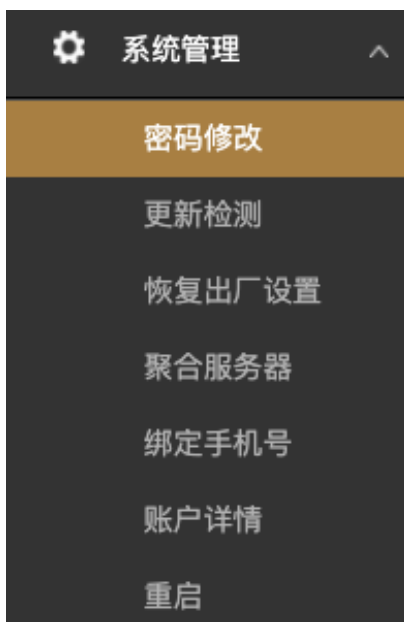 系统管理
密码修改
更新检测
恢复出厂设置
聚合服务器
绑定手机号
账户详情
重启